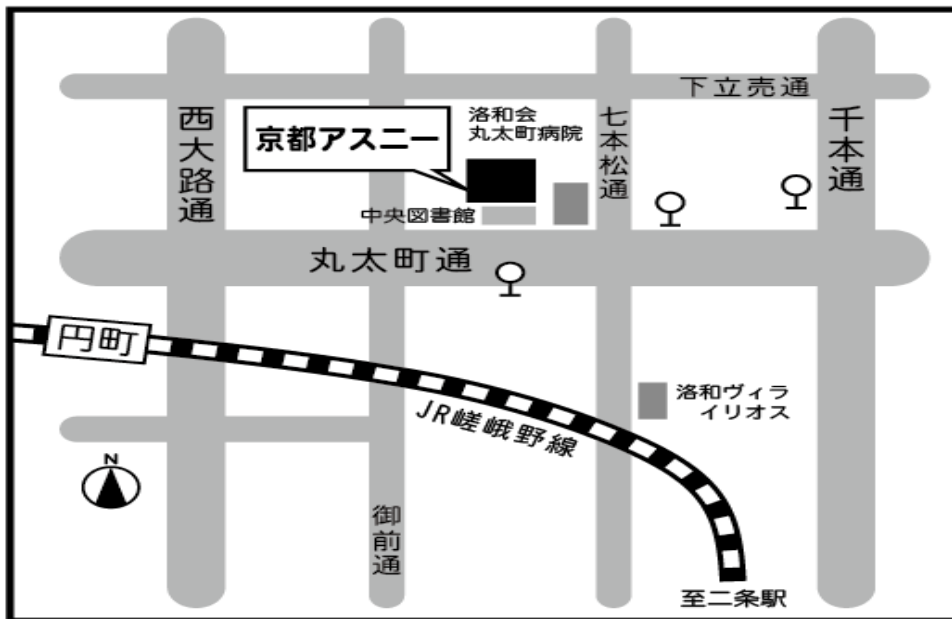 下立売通
西大路通
京都アスニー
洛和会
丸太町病院
七本松通
千本通
中央図書館
丸太町通
円町
洛和ヴィラ
イリオス
JR嵯峨野線
N
御前通
至二条駅